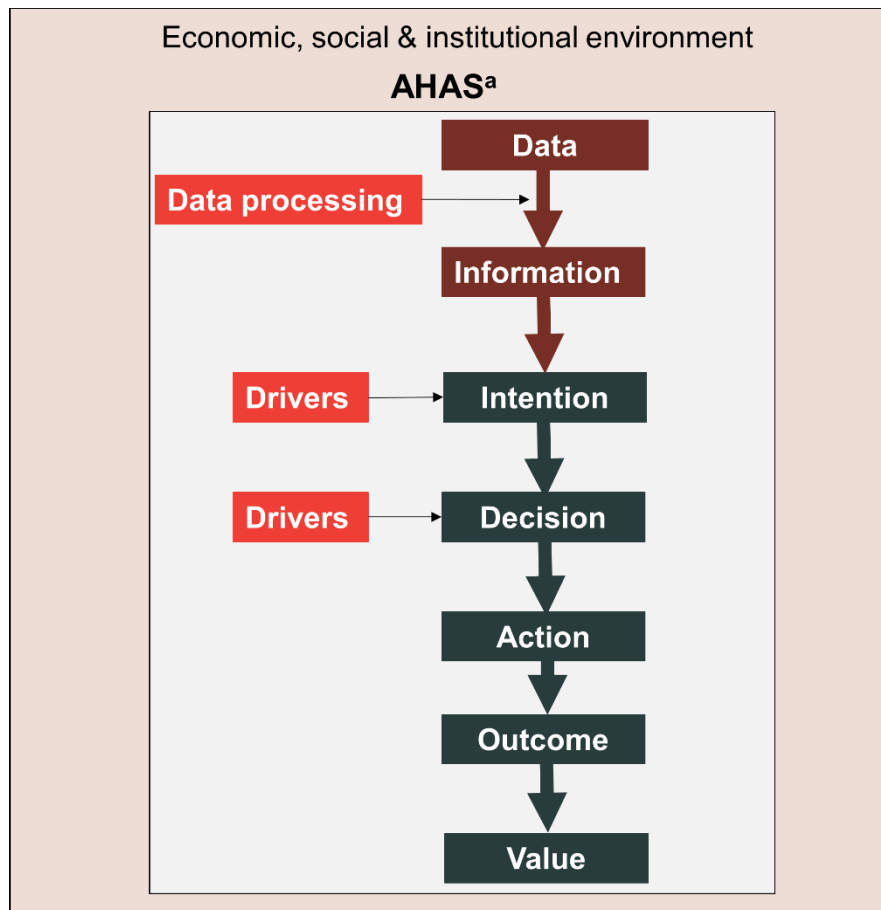 Economic, social & institutional environment
AHASᵃ
Data
Data processing
Information
Drivers
Intention
Drivers
Decision
Action
Outcome
Value